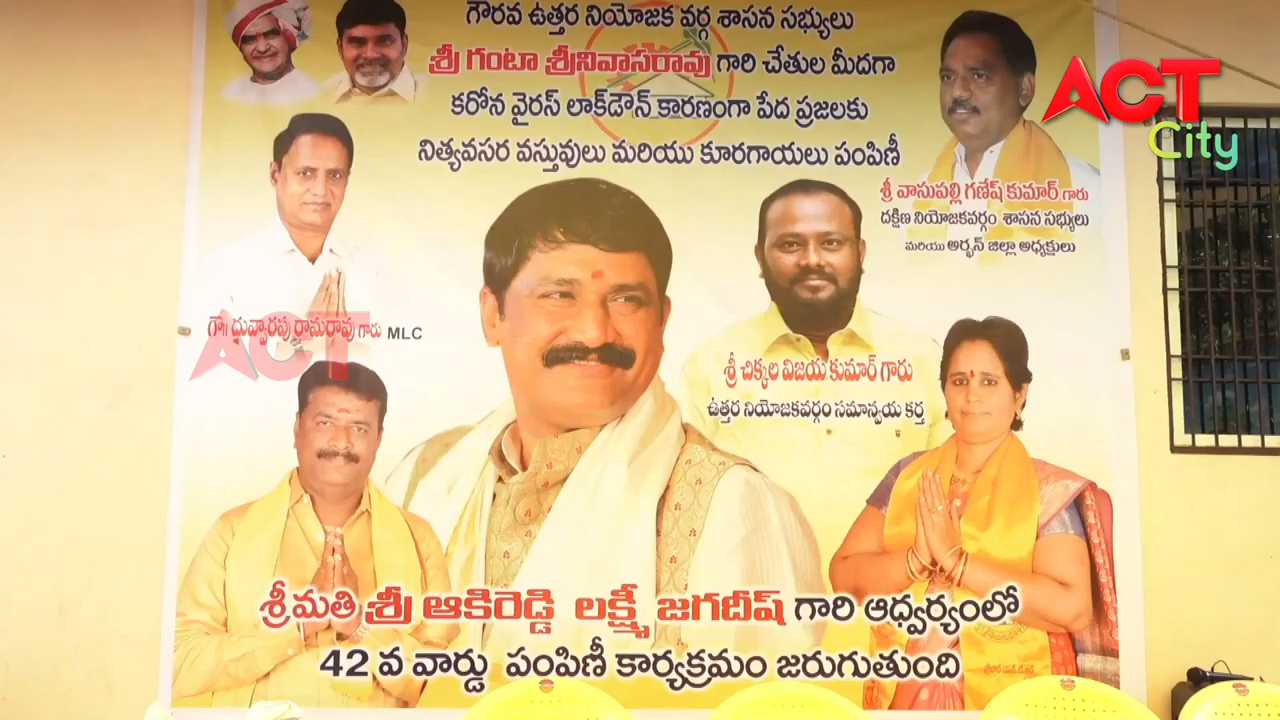 గౌరవ ఉత్తర నియోజక వర్గ శాసన సభ్యులు
శ్రీ గంటా శ్రీనివాసరావు గారి చేతుల మీదగా
కరోన వైరస్ లాక్‌డౌన్ కారణంగా పేద ప్రజలకు
నిత్యవసర వస్తువులు మరియు కూరగాయలు పంపిణీ
ACT
City
శ్రీ వాసుపల్లి గణేష్ కుమార్ గారు
దక్షిణ నియోజకవర్గం శాసన సభ్యులు
మరియు అర్భన్ జిల్లా అధ్యక్షులు
గౌ॥ దువ్వారపు రామారావు గారు MLC
ACT
శ్రీ చిక్కల విజయ కుమార్ గారు
ఉత్తర నియోజకవర్గం సమాన్వయ కర్త
శ్రీమతి శ్రీ ఆకిరెడ్డి లక్ష్మీ జగదీష్ గారి ఆధ్వర్యంలో
42 వ వార్డు పంపిణీ కార్యక్రమం జరుగుతుంది